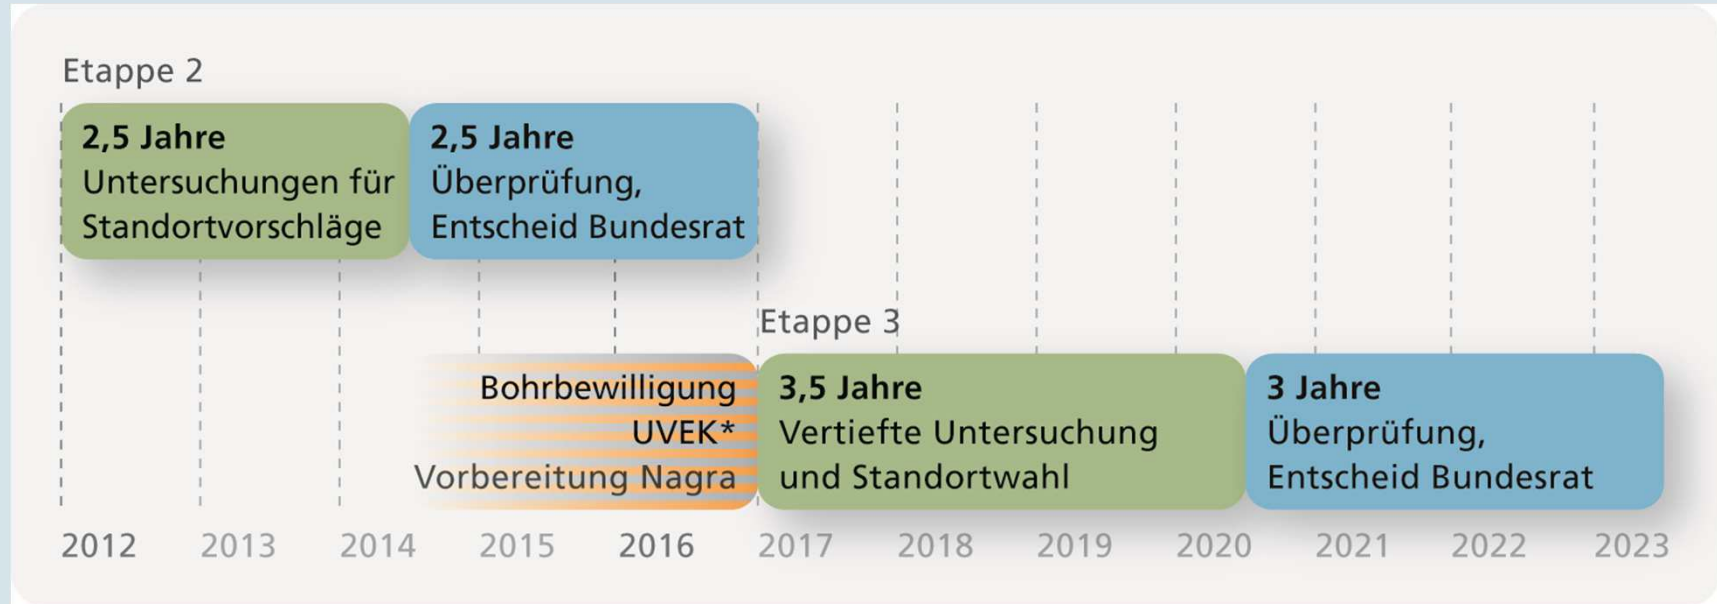 Etappe 2
2,5 Jahre
Untersuchungen für
Standortvorschläge
2,5 Jahre
Überprüfung,
Entscheid Bundesrat
Etappe 3
Bohrbewilligung
UVEK*
Vorbereitung Nagra
3,5 Jahre
Vertiefte Untersuchung
und Standortwahl
3 Jahre
Überprüfung,
Entscheid Bundesrat
2012 2013 2014 2015 2016 2017 2018 2019 2020 2021 2022 2023